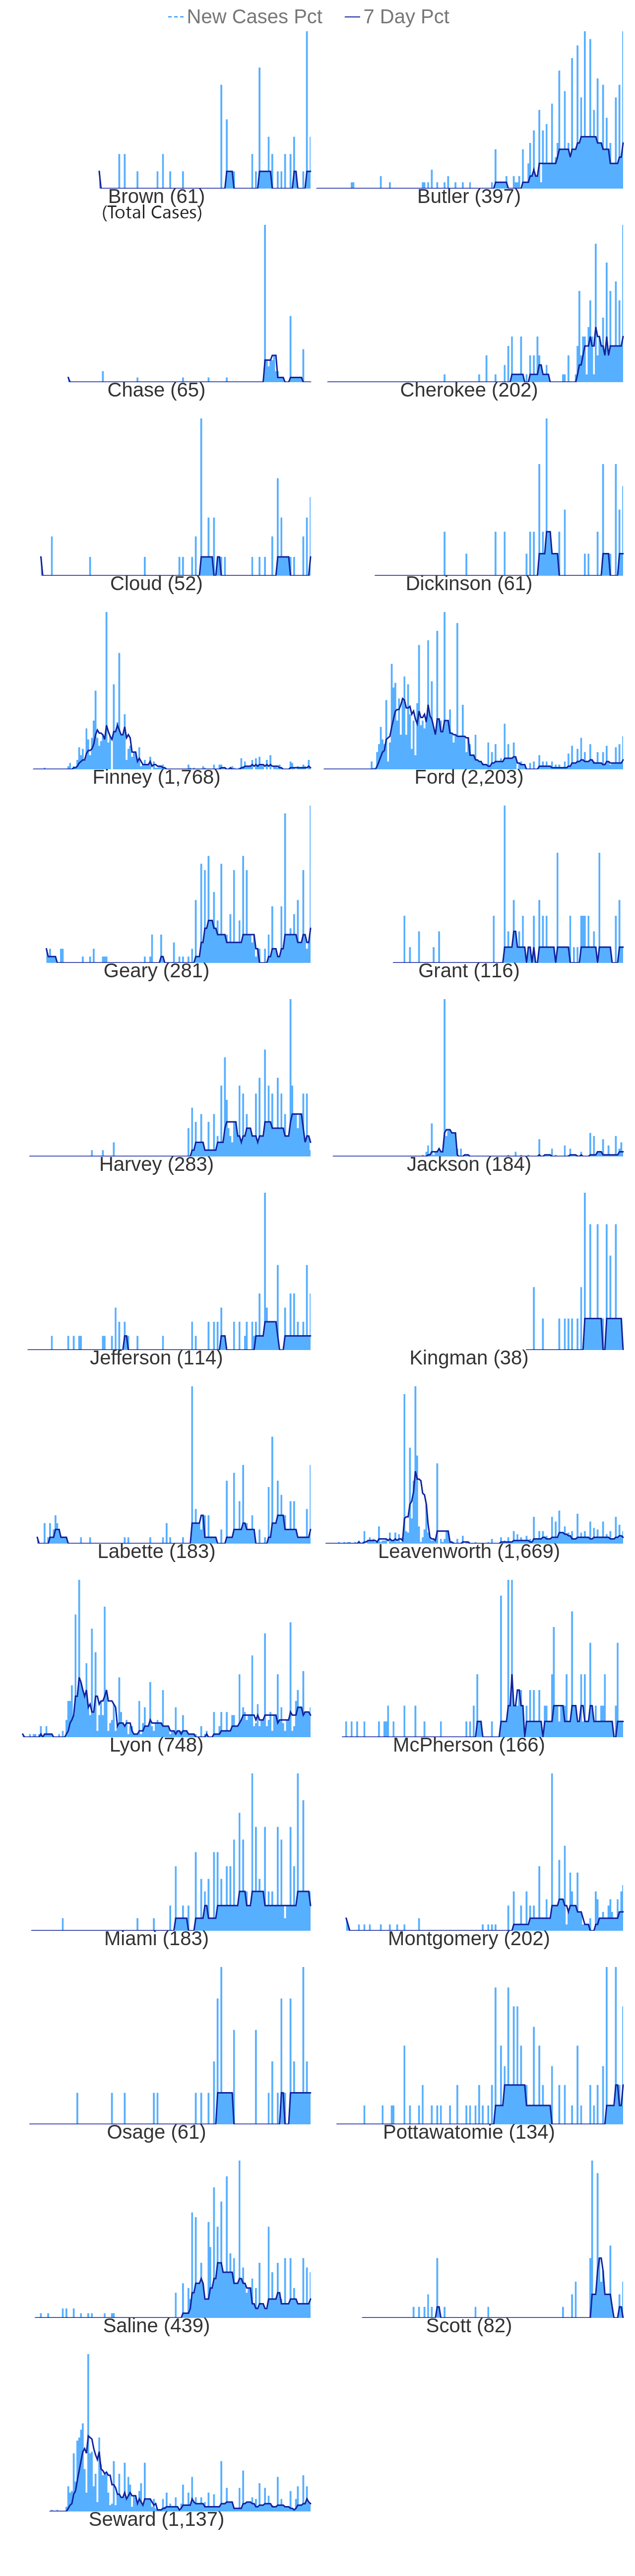 New Cases Pct 7 Day Pct
Brown (61) Butler (397)
(Total Cases)
Chase (65) Cherokee (202)
Cloud (52) Dickinson (61)
Finney (1,768) Ford (2,203)
Geary (281) Grant (116)
Harvey (283) Jackson (184)
Jefferson (114) Kingman (38)
Labette (183) Leavenworth (1,669)
Lyon (748) McPherson (166)
Miami (183) Montgomery (202)
Osage (61) Pottawatomie (134)
Saline (439) Scott (82)
Seward (1,137)